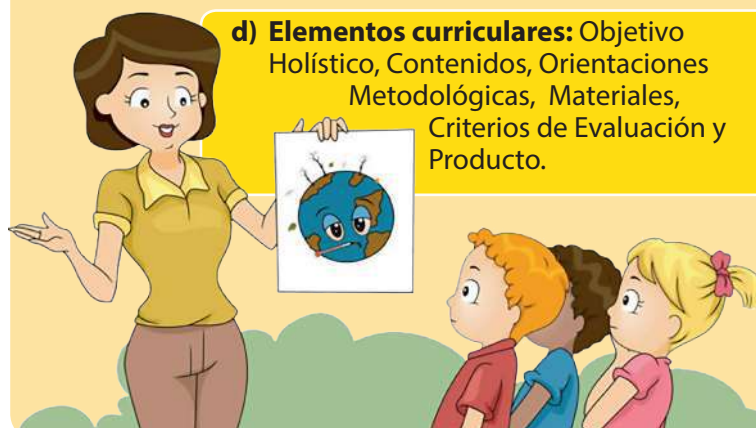 d) Elementos curriculares: Objetivo
Holístico, Contenidos, Orientaciones
Metodológicas, Materiales,
Criterios de Evaluación y
Producto.